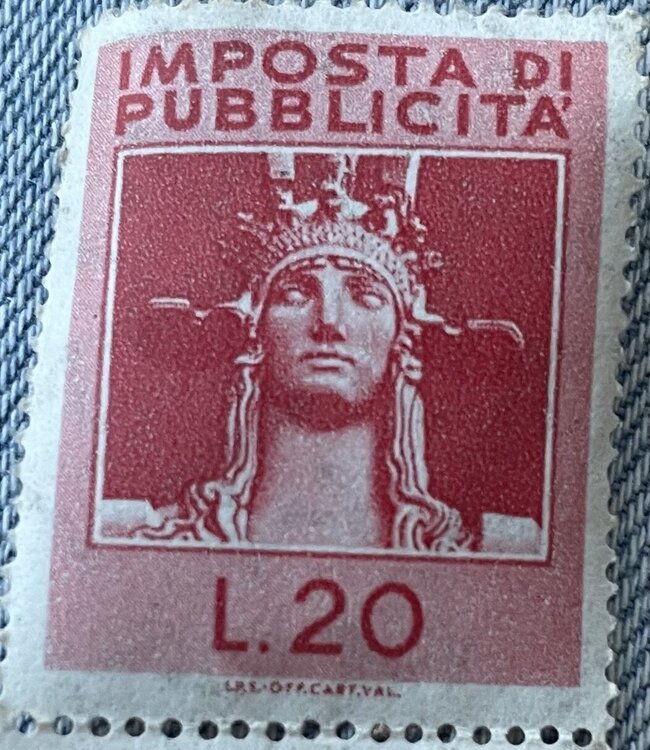 IMPOSTA DI
PUBBLICITA'
L.20
I.P.S.-OFF.CART.VAL.